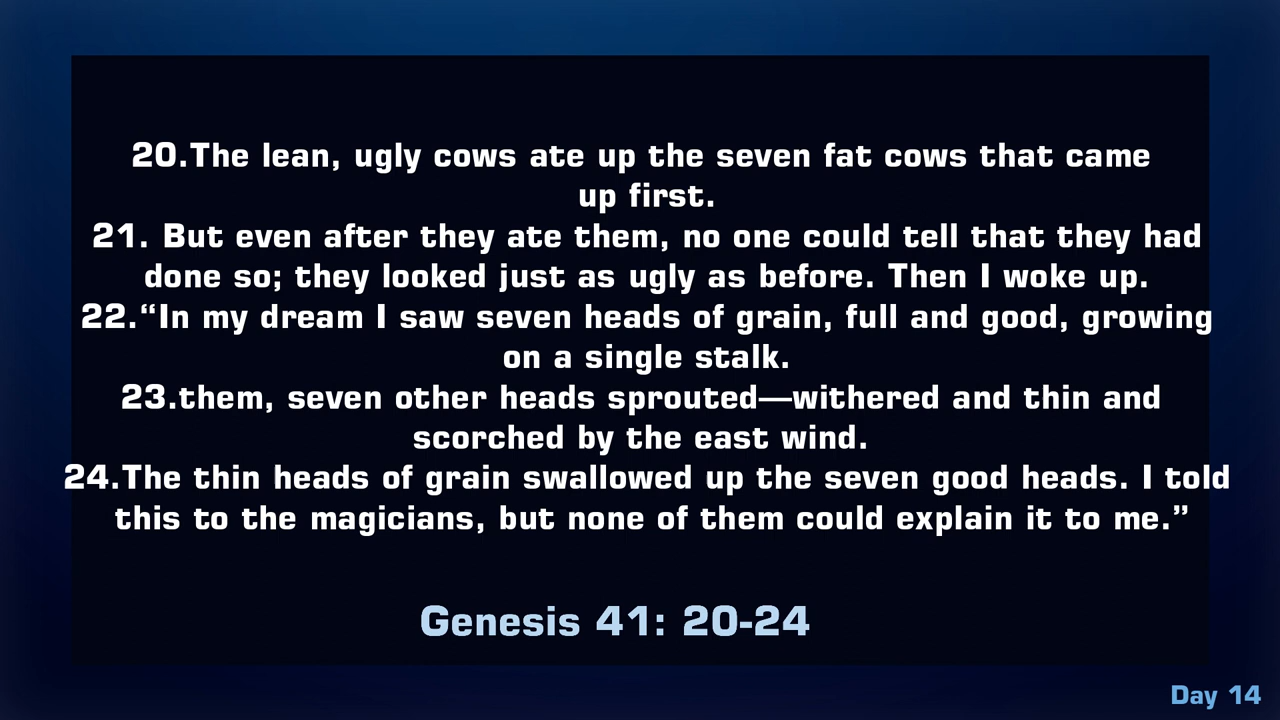 20.The lean, ugly cows ate up the seven fat cows that came
up first.
21. But even after they ate them, no one could tell that they had
done so; they looked just as ugly as before. Then I woke up.
22.“In my dream I saw seven heads of grain, full and good, growing
on a single stalk.
23.them, seven other heads sprouted—withered and thin and
scorched by the east wind.
24.The thin heads of grain swallowed up the seven good heads. I told
this to the magicians, but none of them could explain it to me.”
Genesis 41: 20-24
Day 14